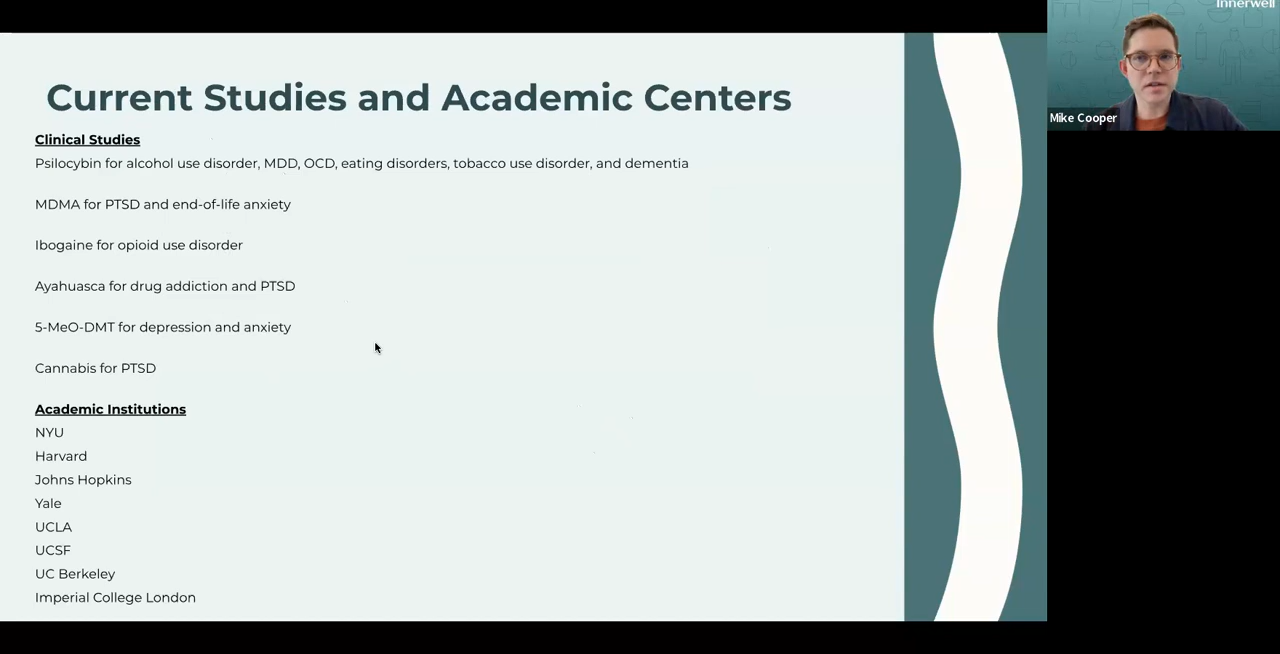 Current Studies and Academic Centers
Clinical Studies
Psilocybin for alcohol use disorder, MDD, OCD, eating disorders, tobacco use disorder, and dementia
MDMA for PTSD and end-of-life anxiety
Ibogaine for opioid use disorder
Ayahuasca for drug addiction and PTSD
5-MeO-DMT for depression and anxiety
Cannabis for PTSD
Academic Institutions
NYU
Harvard
Johns Hopkins
Yale
UCLA
UCSF
UC Berkeley
Imperial College London
Innerwell
Mike Cooper